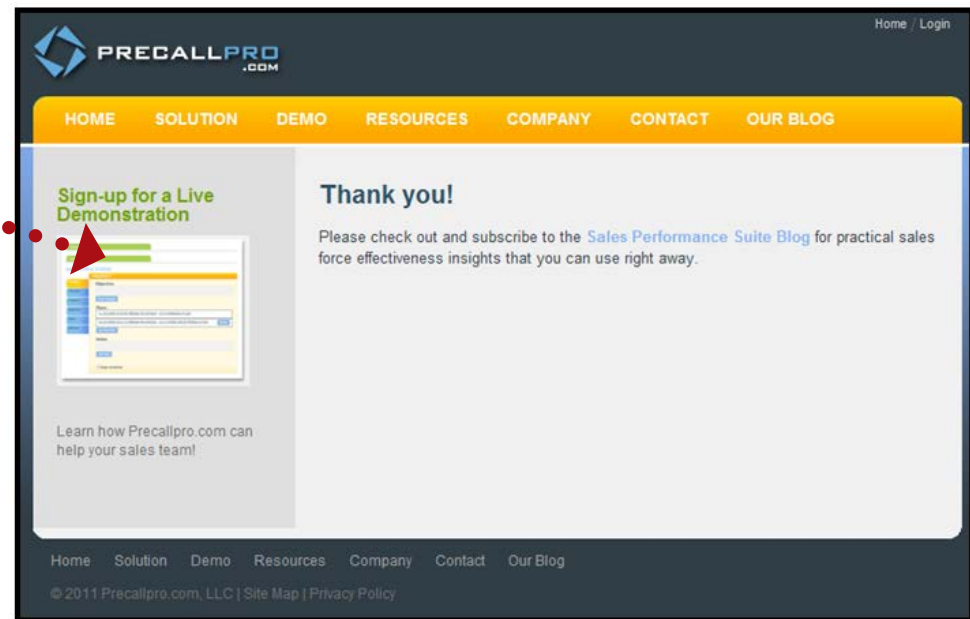 Home / Login
PRECALLPRO
.COM
HOME SOLUTION DEMO RESOURCES COMPANY CONTACT OUR BLOG
Sign-up for a Live
Demonstration
Learn how Precallpro.com can
help your sales team!
Thank you!
Please check out and subscribe to the Sales Performance Suite Blog for practical sales
force effectiveness insights that you can use right away.
Home Solution Demo Resources Company Contact Our Blog
© 2011 Precallpro.com, LLC | Site Map | Privacy Policy